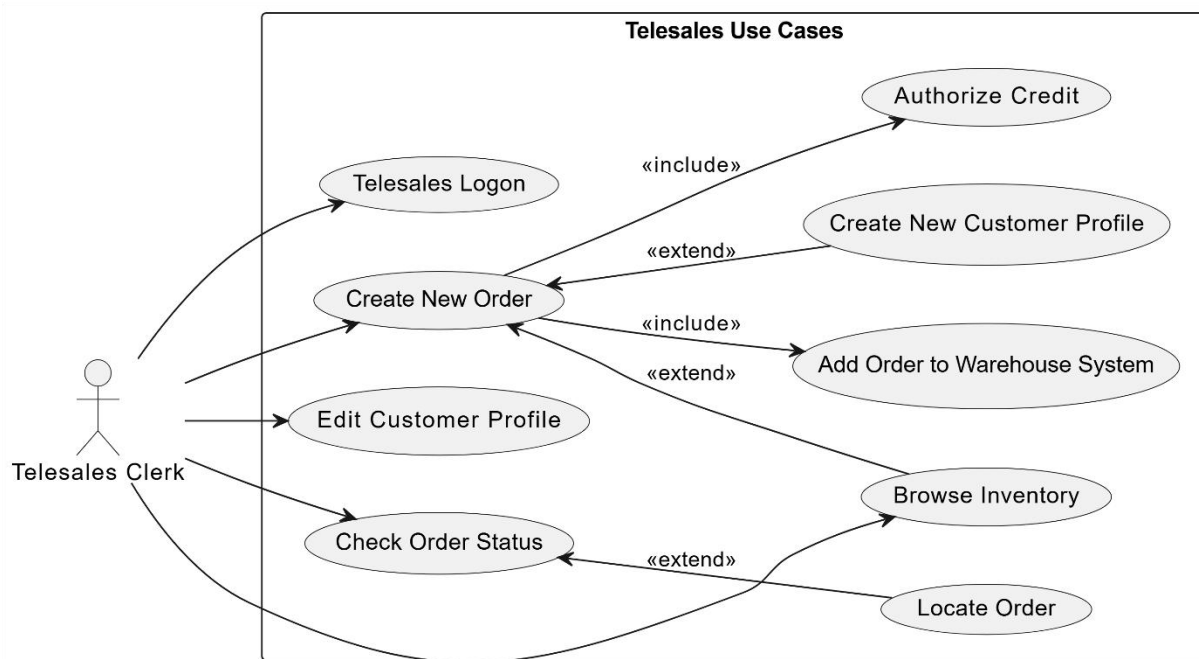 Telesales Use Cases
Authorize Credit
«include»
Telesales Logon
Create New Customer Profile
«extend»
Create New Order
«include»
Add Order to Warehouse System
«extend»
Edit Customer Profile
Telesales Clerk
Browse Inventory
Check Order Status
«extend»
Locate Order